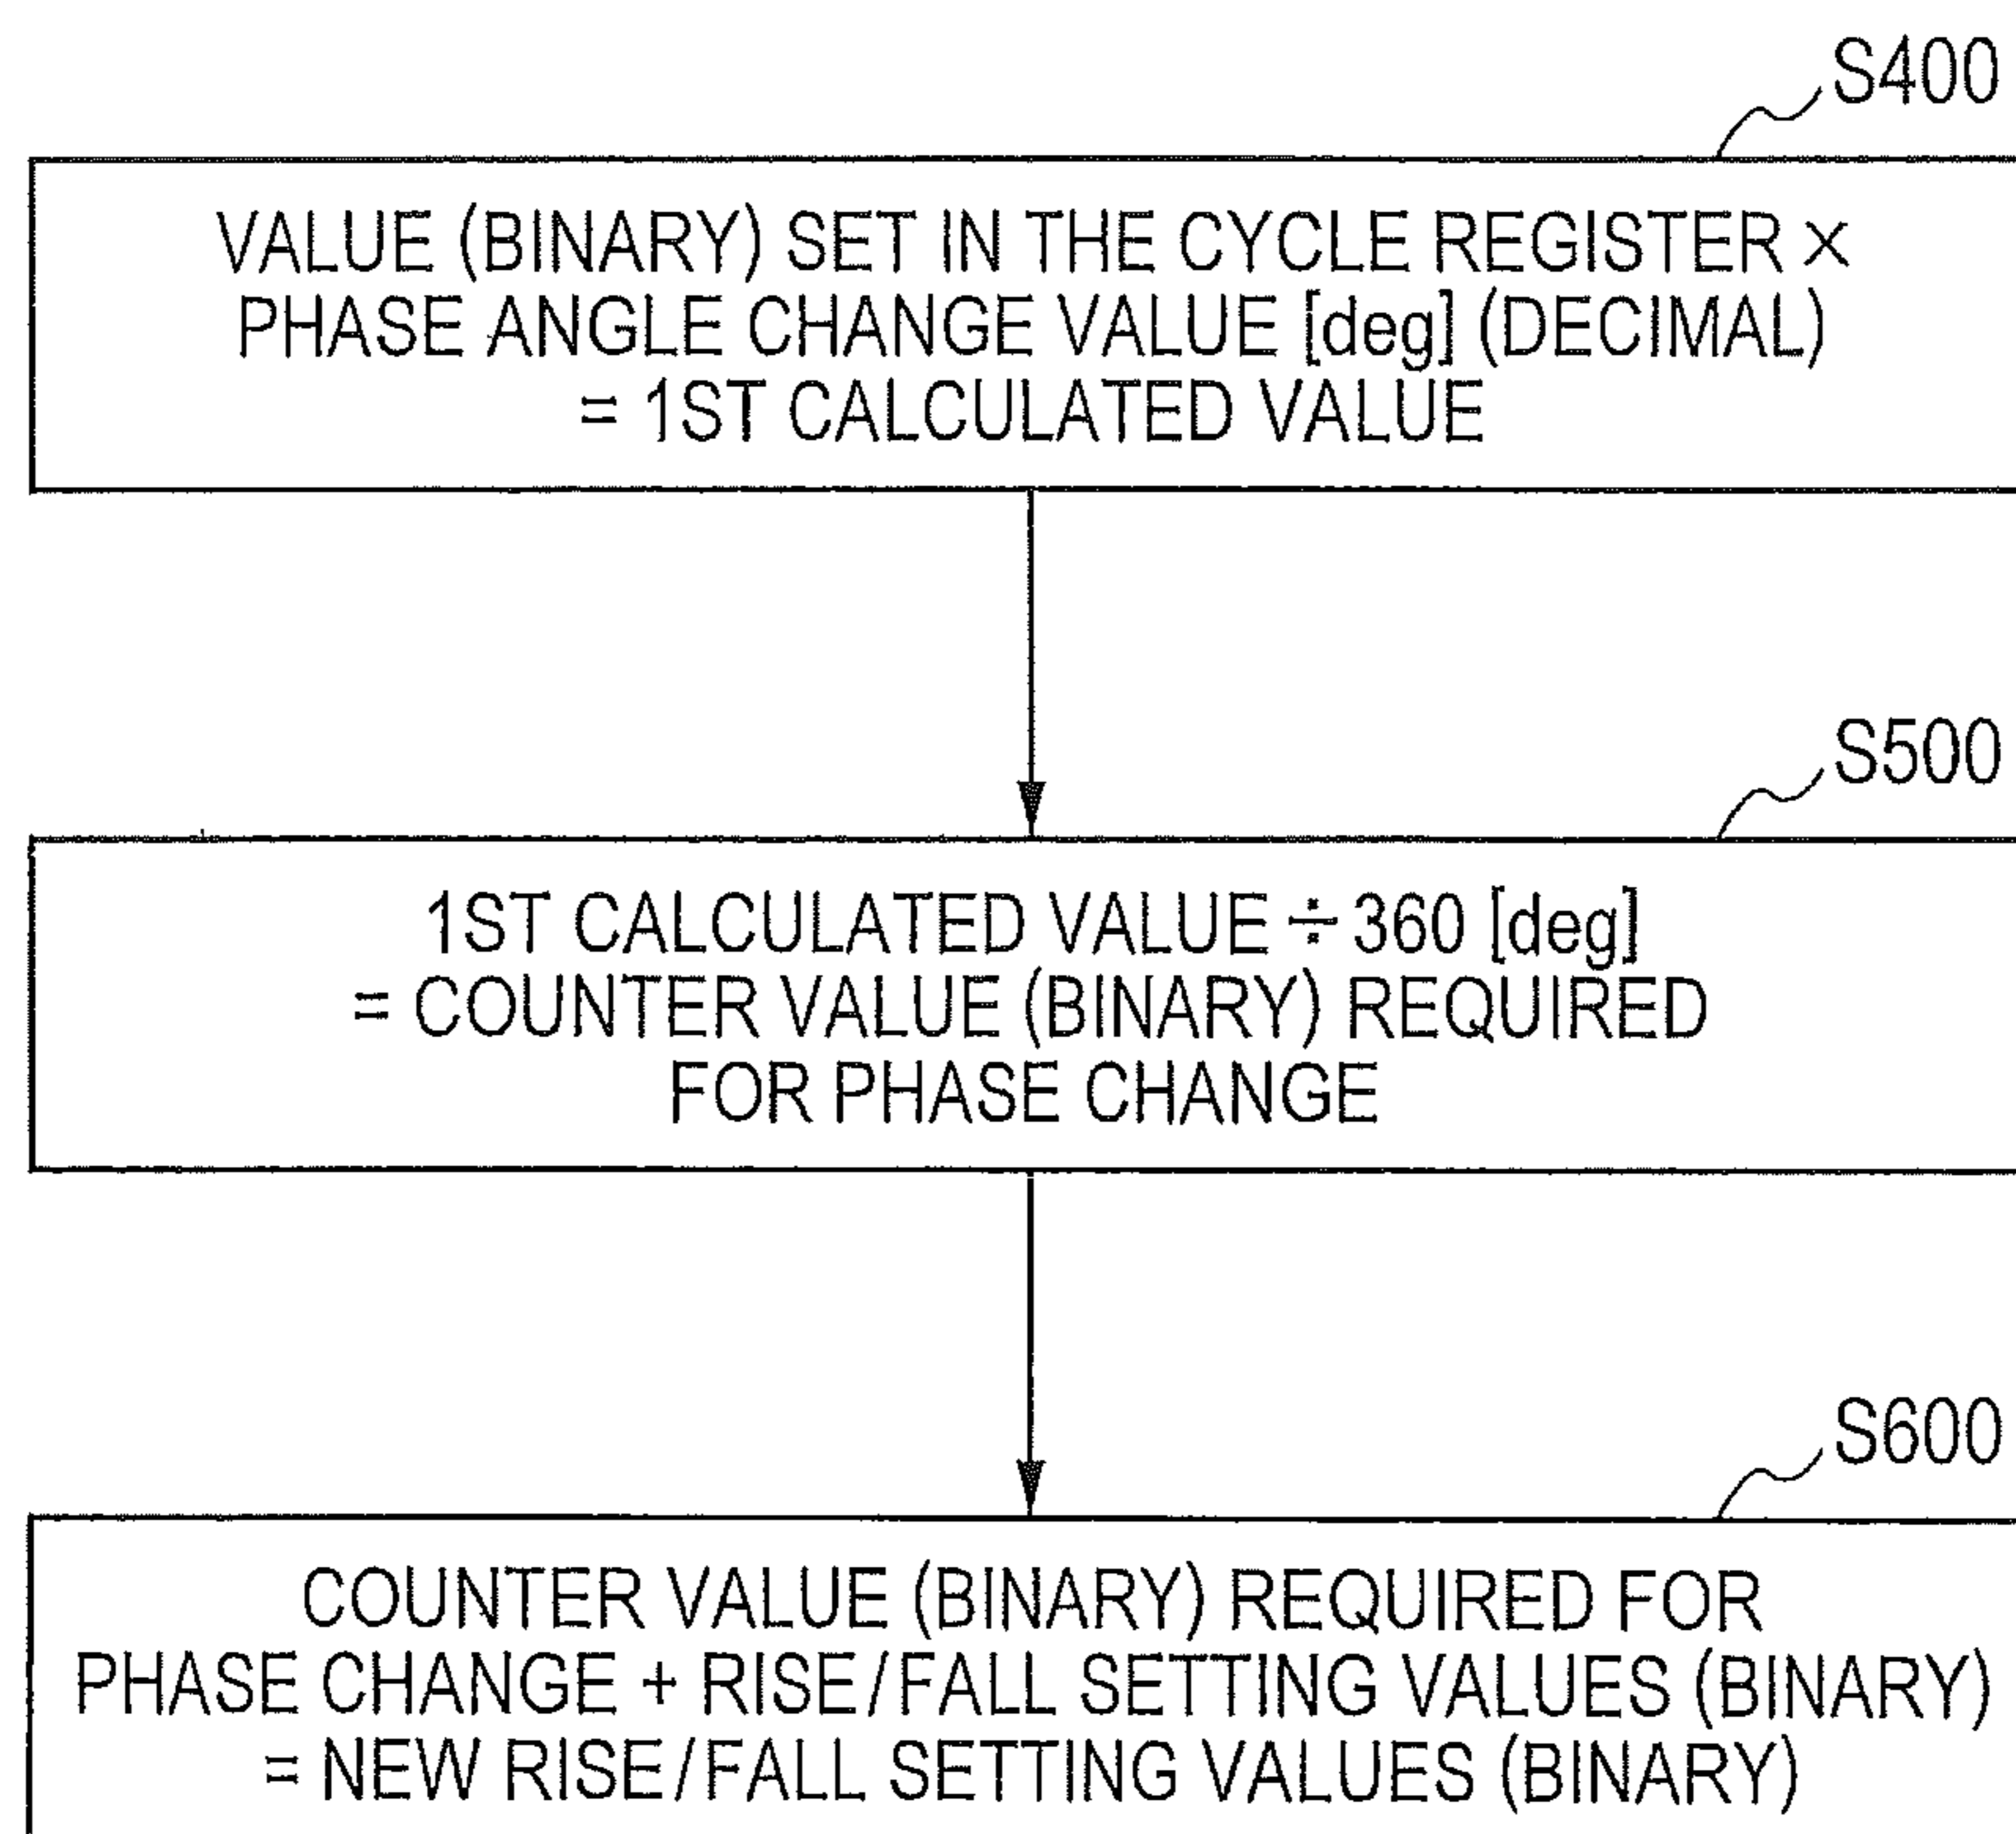 S400
VALUE (BINARY) SET IN THE CYCLE REGISTER ×
PHASE ANGLE CHANGE VALUE [deg] (DECIMAL)
= 1ST CALCULATED VALUE
S500
1ST CALCULATED VALUE ÷ 360 [deg]
= COUNTER VALUE (BINARY) REQUIRED
FOR PHASE CHANGE
S600
COUNTER VALUE (BINARY) REQUIRED FOR
PHASE CHANGE + RISE/FALL SETTING VALUES (BINARY)
= NEW RISE/FALL SETTING VALUES (BINARY)